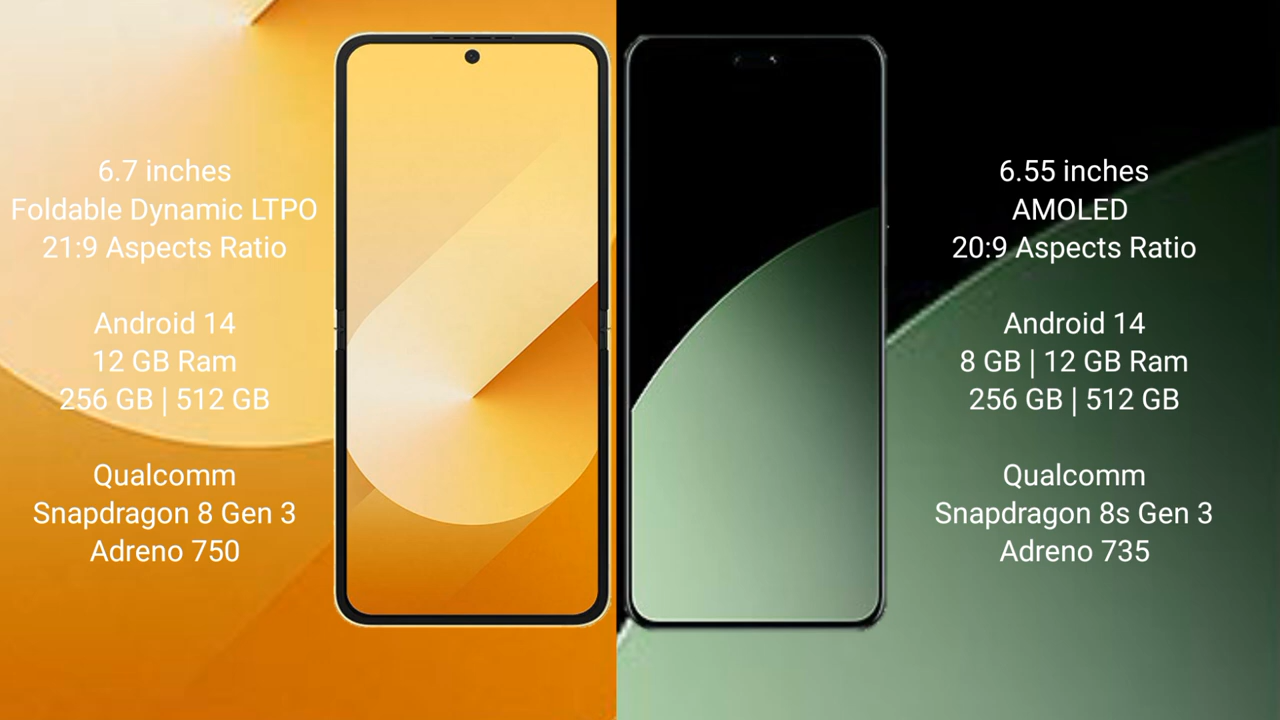 6.7 inches
Foldable Dynamic LTPO
21:9 Aspects Ratio
Android 14
12 GB Ram
256 GB | 512 GB
Qualcomm
Snapdragon 8 Gen 3
Adreno 750
6.55 inches
AMOLED
20:9 Aspects Ratio
Android 14
8 GB | 12 GB Ram
256 GB | 512 GB
Qualcomm
Snapdragon 8s Gen 3
Adreno 735